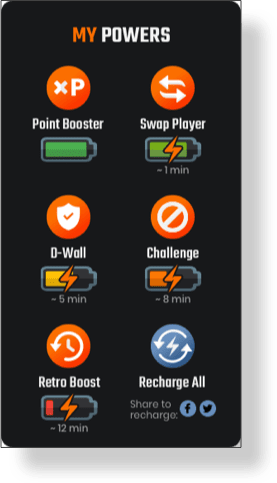 MY POWERS
xP
Point Booster
Swap Player
~ 1 min
D-Wall
Challenge
~ 5 min
~ 8 min
Retro Boost
Recharge All
~ 12 min
Share to
recharge: